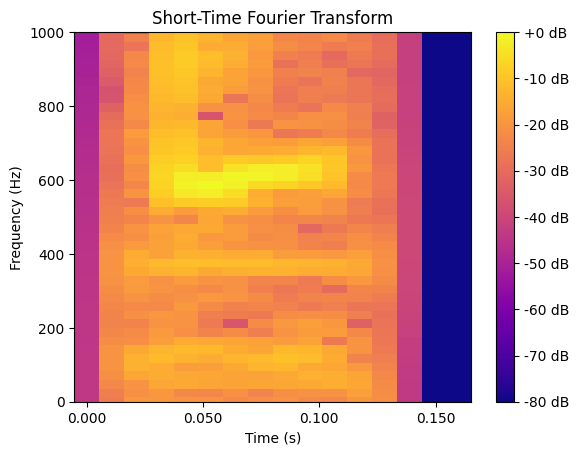 Short-Time Fourier Transform
1000
800
600
400
200
0
Frequency (Hz)
0.000
0.050
0.100
0.150
Time (s)
+0 dB
-10 dB
-20 dB
-30 dB
-40 dB
-50 dB
-60 dB
-70 dB
-80 dB